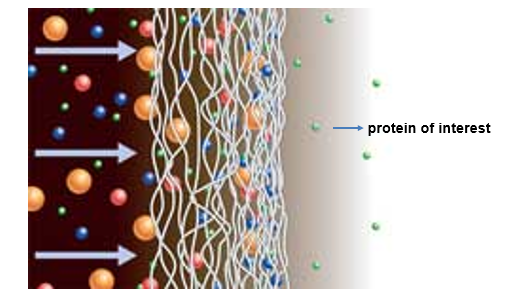 protein of interest